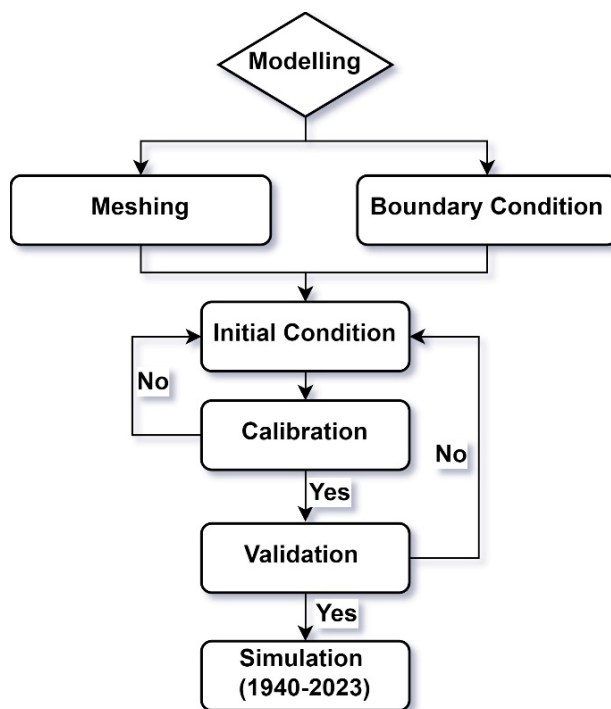 Modelling
Meshing
Boundary Condition
Initial Condition
No
Calibration
No
Yes
Validation
Yes
Simulation
(1940-2023)